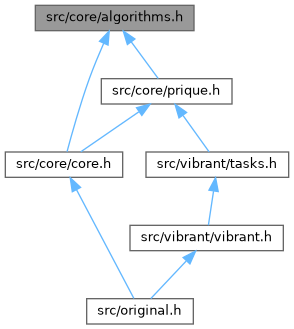 src/core/algorithms.h
src/core/prique.h
src/core/core.h
src/vibrant/tasks.h
src/vibrant/vibrant.h
src/original.h